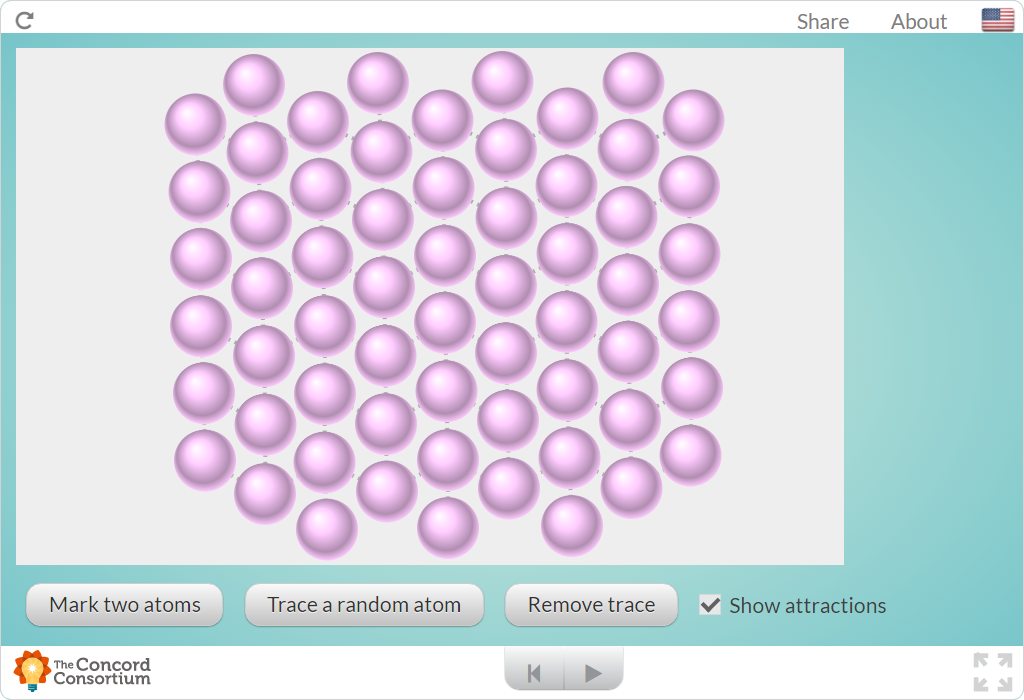 Share About
Mark two atoms Trace a random atom Remove trace Show attractions
The Concord
Consortium